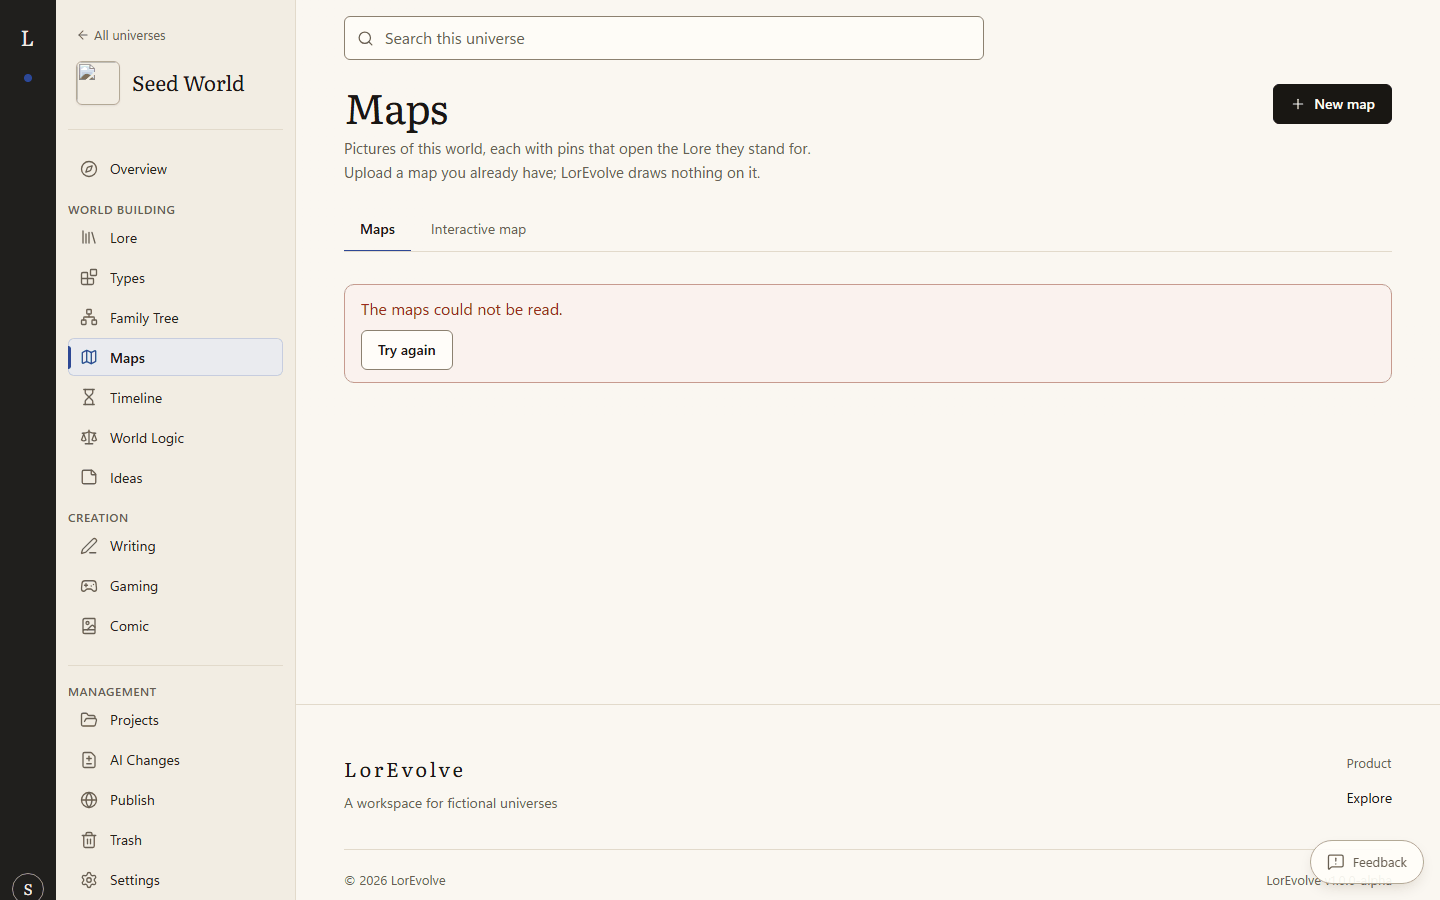 L
All universes
Seed World
Overview
WORLD BUILDING
Lore
Types
Family Tree
Maps
Timeline
World Logic
Ideas
CREATION
Writing
Gaming
Comic
MANAGEMENT
Projects
AI Changes
Publish
Trash
Settings
S
Search this universe
Maps
New map
Pictures of this world, each with pins that open the Lore they stand for.
Upload a map you already have; LorEvolve draws nothing on it.
Maps
Interactive map
The maps could not be read.
Try again
LorEvolve
A workspace for fictional universes
Product
Explore
Feedback
© 2026 LorEvolve
LorEvolve